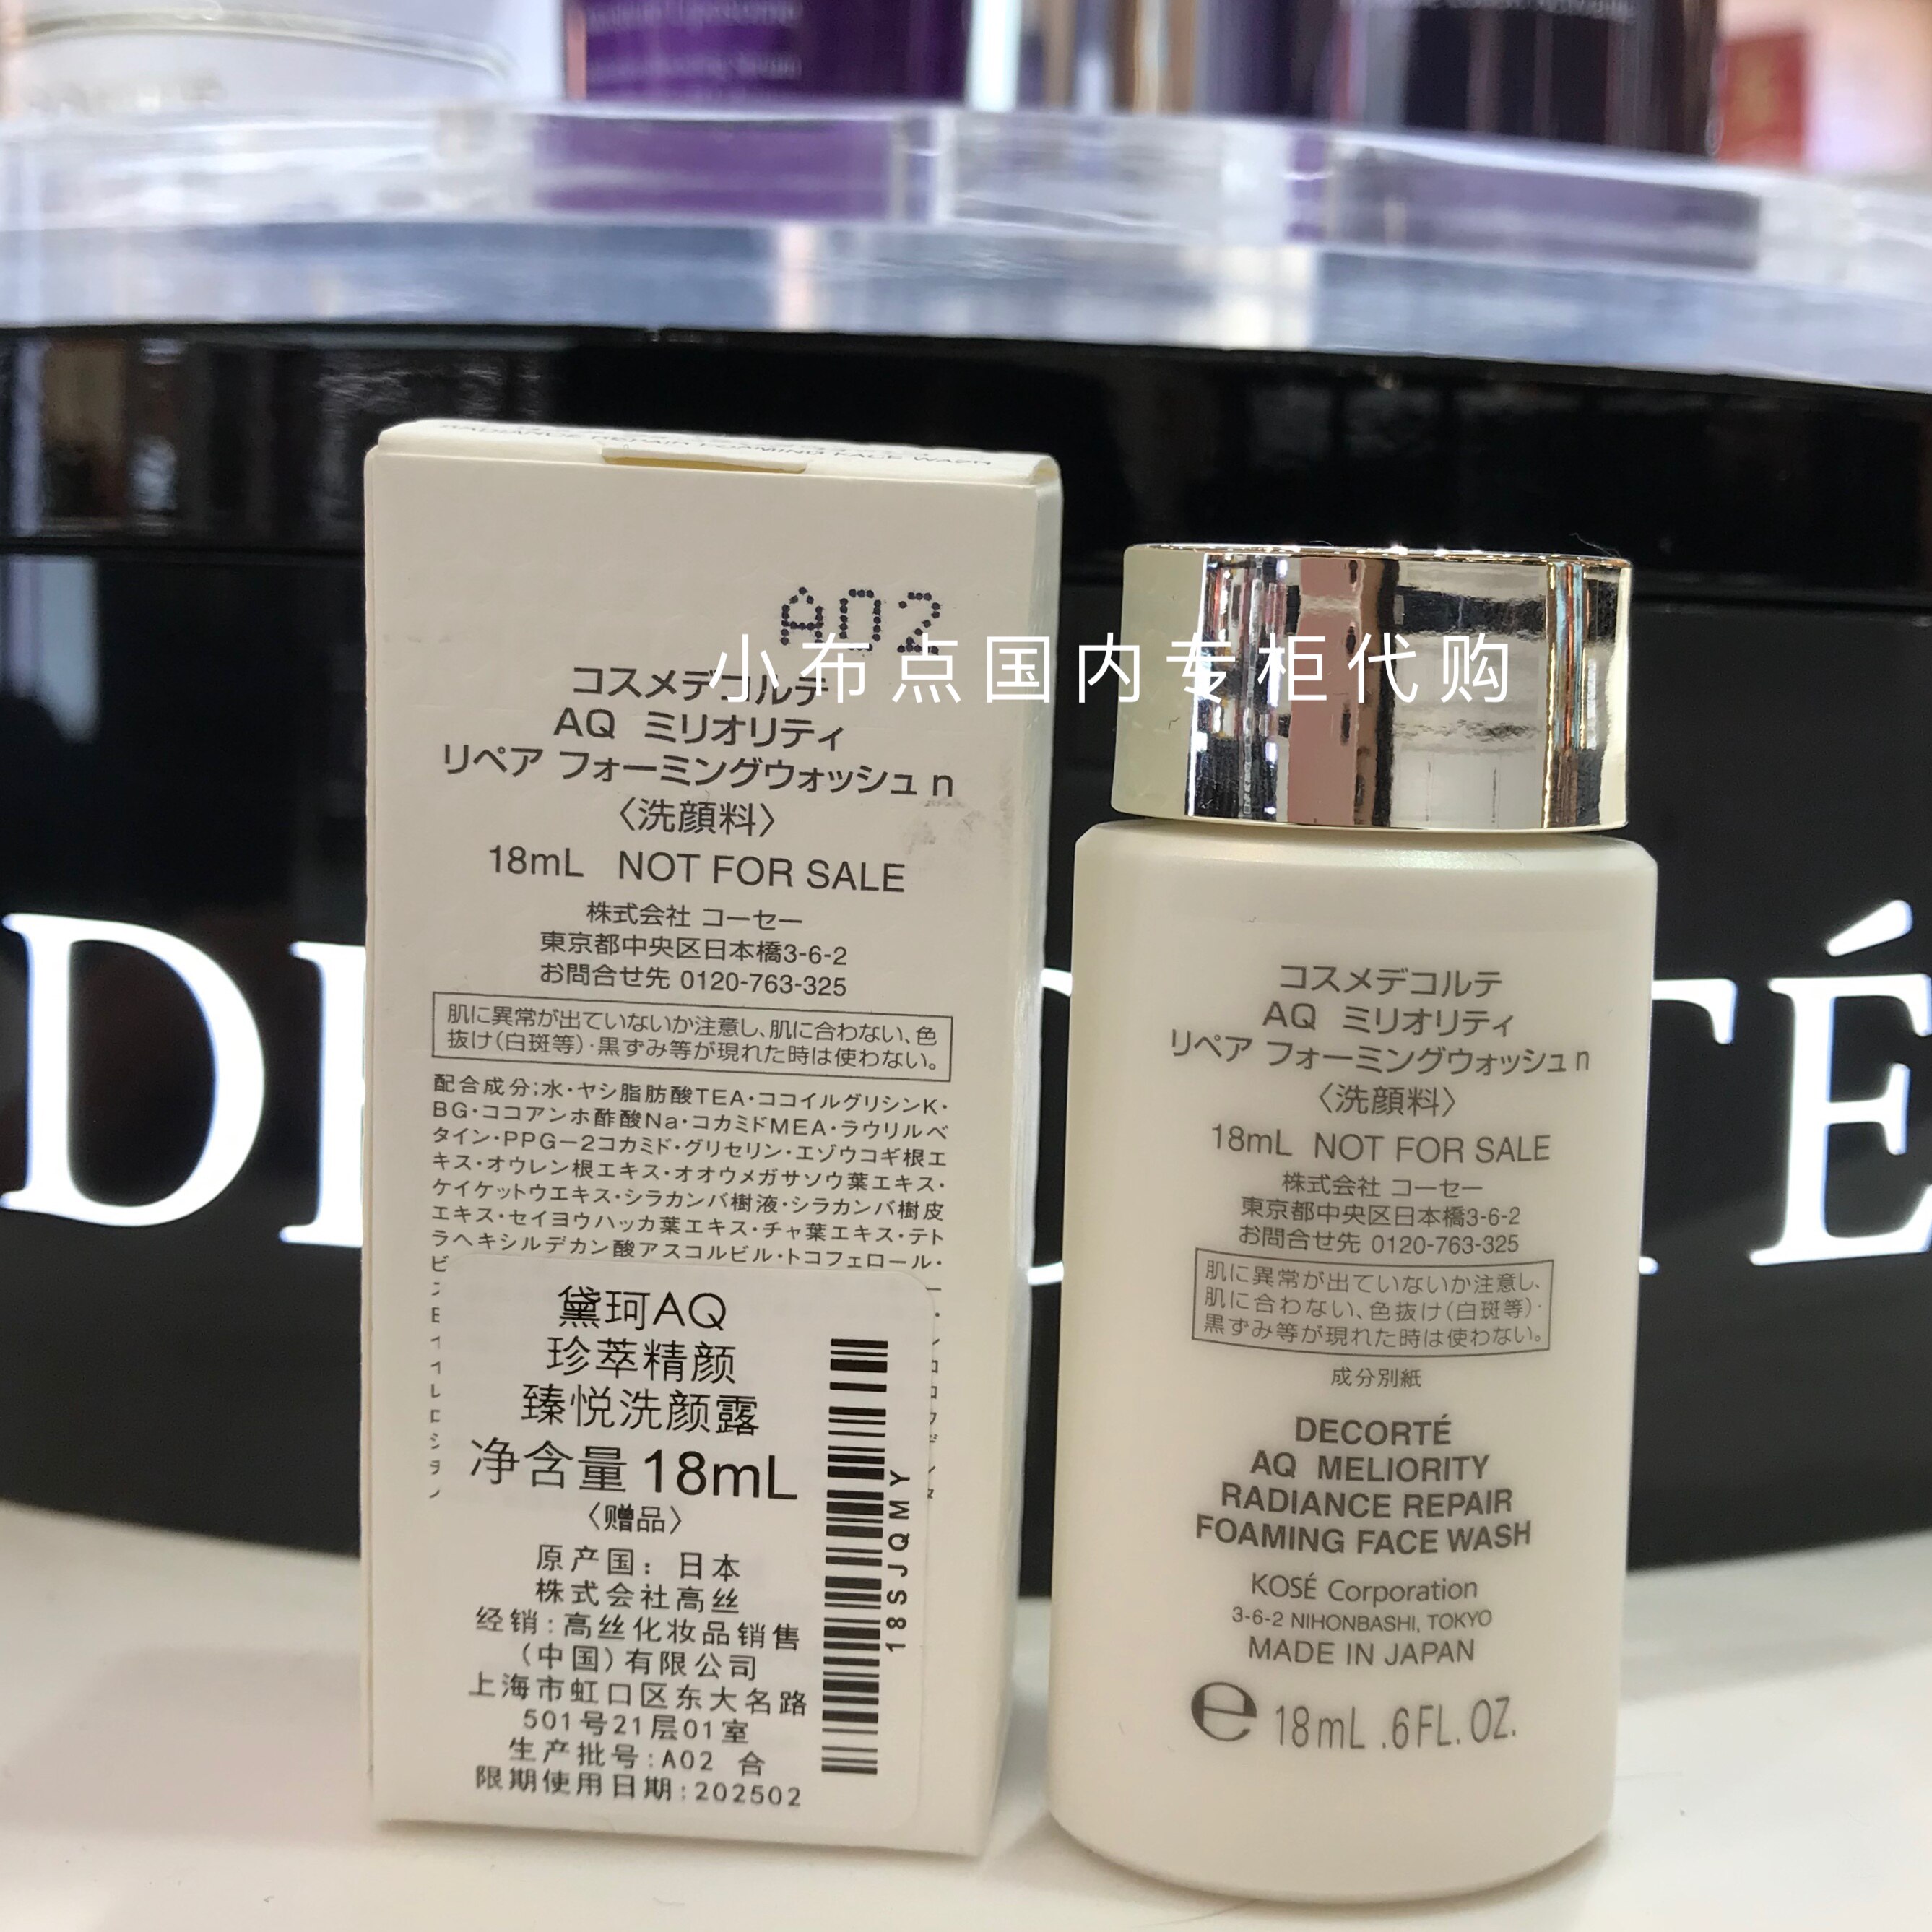 RADIANCE REPAIR FOAMING FACE WASH
A02
小布点国内专柜代购
コスメデコルテ
AQ ミリオリティ
リペア フォーミングウォッシュ n
〈洗顔料〉
18mL NOT FOR SALE
株式会社 コーセー
東京都中央区日本橋3-6-2
お問合せ先 0120-763-325
肌に異常が出ていないか注意し、肌に合わない、色
抜け(白斑等)・黒ずみ等が現れた時は使わない。
配合成分;水・ヤシ脂肪酸TEA・ココイルグリシンK・
BG・ココアンホ酢酸Na・コカミドMEA・ラウリルベ
タイン・PPG-2コカミド・グリセリン・エゾウコギ根エ
キス・オウレン根エキス・オオウメガサソウ葉エキス・
ケイケットウエキス・シラカンバ樹液・シラカンバ樹皮
エキス・セイヨウハッカ葉エキス・チャ葉エキス・テト
ラヘキシルデカン酸アスコルビル・トコフェロール・
黛珂AQ
珍萃精颜
臻悦洗颜露
净含量18mL
〈赠品〉
原产国：日本
株式会社高丝
经销:高丝化妆品销售
(中国)有限公司
上海市虹口区东大名路
501号21层01室
生产批号:A02 合
限期使用日期:202502
18SJQMY
コスメデコルテ
AQ ミリオリティ
リペア フォーミングウォッシュ n
〈洗顔料〉
18mL NOT FOR SALE
株式会社 コーセー
東京都中央区日本橋3-6-2
お問合せ先 0120-763-325
肌に異常が出ていないか注意し、
肌に合わない、色抜け(白斑等)・
黒ずみ等が現れた時は使わない。
成分別紙
DECORTÉ
AQ MELIORITY
RADIANCE REPAIR
FOAMING FACE WASH
KOSÉ Corporation
3-6-2 NIHONBASHI, TOKYO
MADE IN JAPAN
e 18mL .6FL.OZ.